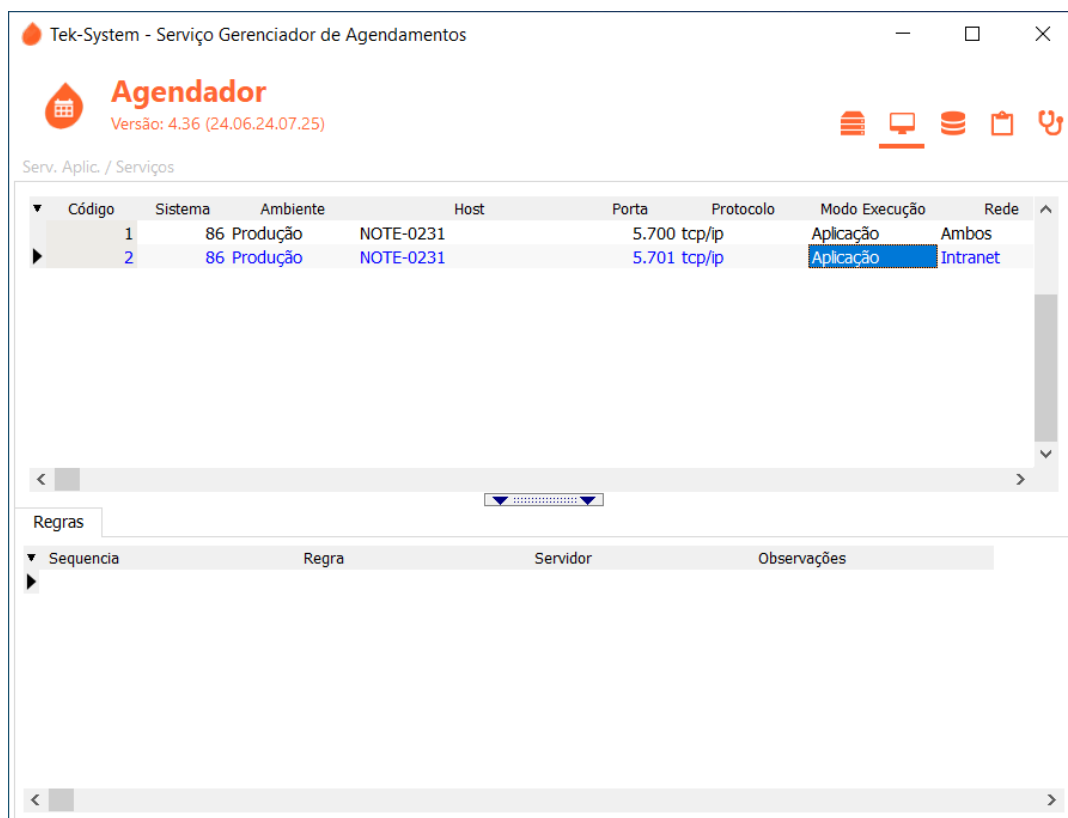 Tek-System - Serviço Gerenciador de Agendamentos
Agendador
Versão: 4.36 (24.06.24.07.25)
Serv. Aplic. / Serviços
Código Sistema Ambiente Host Porta Protocolo Modo Execução Rede
1 86 Produção NOTE-0231 5.700 tcp/ip Aplicação Ambos
2 86 Produção NOTE-0231 5.701 tcp/ip Aplicação Intranet
Regras
Sequencia Regra Servidor Observações